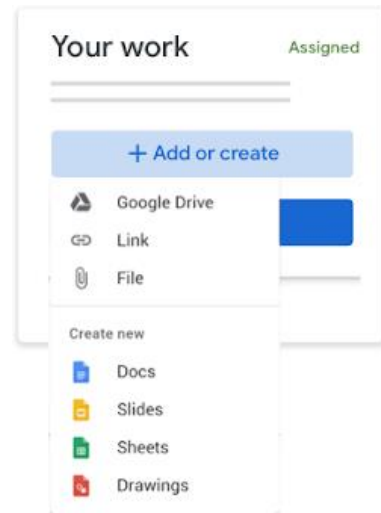 Your work
Assigned
+ Add or create
Google Drive
Link
File
Create new
Docs
Slides
Sheets
Drawings